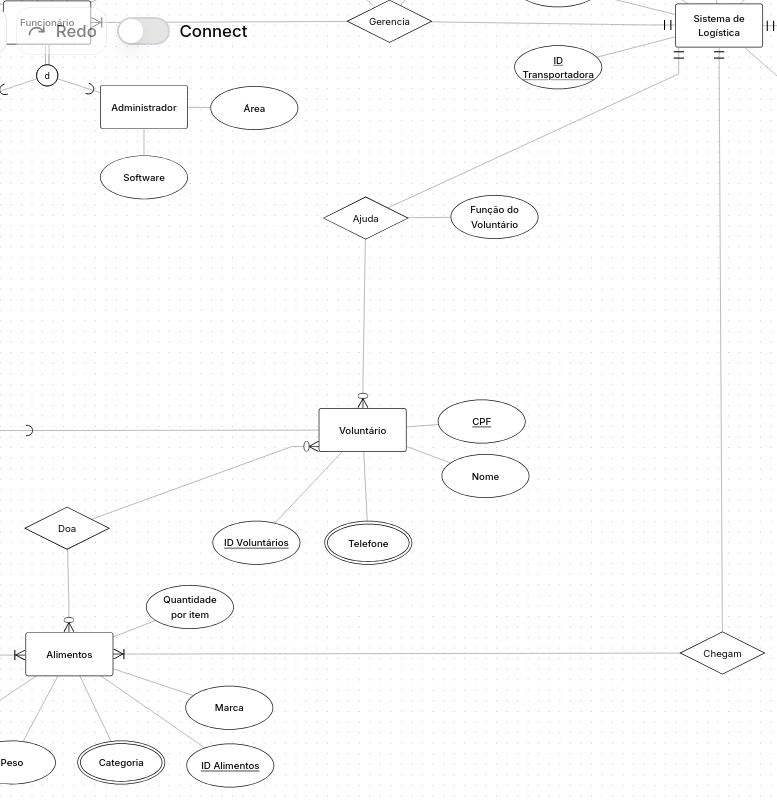 Funcionário
Redo
Connect
Gerencia
Sistema de
Logística
ID
Transportadora
d
Administrador
Área
Software
Ajuda
Função do
Voluntário
Voluntário
CPF
Nome
Doa
ID Voluntários
Telefone
Quantidade
por item
Alimentos
Chegam
Marca
Peso
Categoria
ID Alimentos